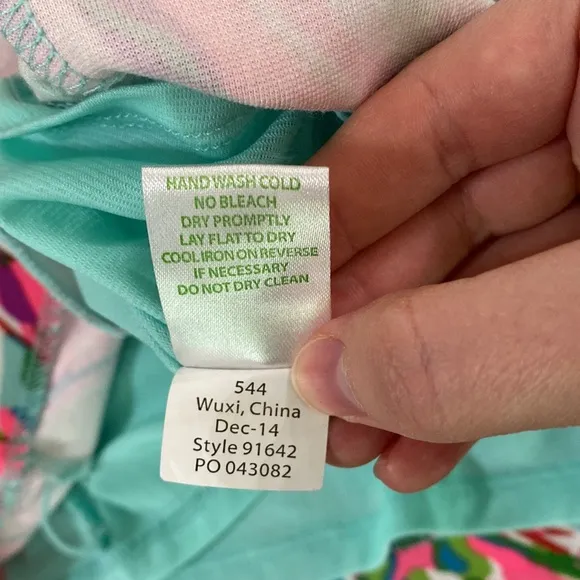 HAND WASH COLD
NO BLEACH
DRY PROMPTLY
LAY FLAT TO DRY
COOL IRON ON REVERSE
IF NECESSARY
DO NOT DRY CLEAN
544
Wuxi, China
Dec-14
Style 91642
PO 043082